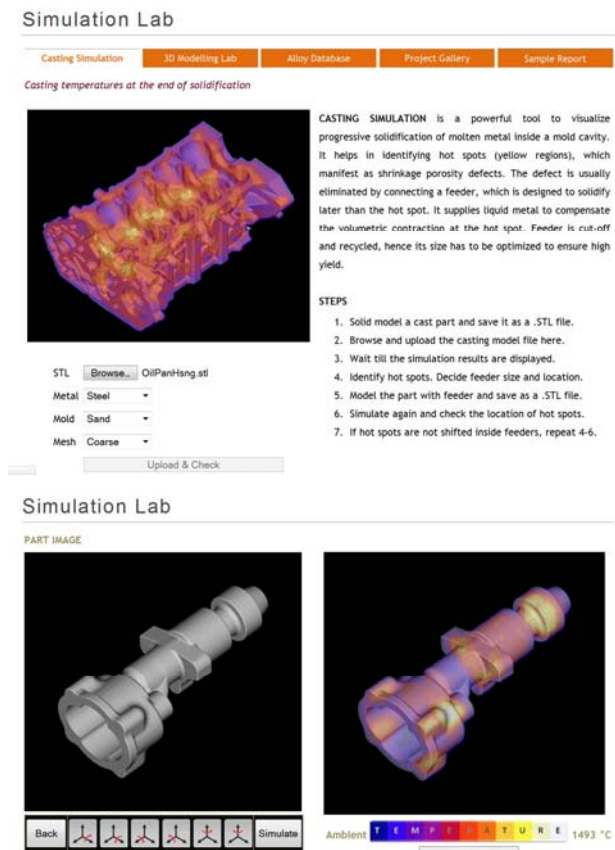 Simulation Lab
Casting Simulation 3D Modelling Lab Alloy Database Project Gallery Sample Report
Casting temperatures at the end of solidification
CASTING SIMULATION is a powerful tool to visualize
progressive solidification of molten metal inside a mold cavity.
It helps in identifying hot spots (yellow regions), which
manifest as shrinkage porosity defects. The defect is usually
eliminated by connecting a feeder, which is designed to solidify
later than the hot spot. It supplies liquid metal to compensate
the volumetric contraction at the hot spot. Feeder is cut-off
and recycled, hence its size has to be optimized to ensure high
yield.
STEPS
1. Solid model a cast part and save it as a .STL file.
2. Browse and upload the casting model file here.
3. Wait till the simulation results are displayed.
4. Identify hot spots. Decide feeder size and location.
5. Model the part with feeder and save as a .STL file.
6. Simulate again and check the location of hot spots.
7. If hot spots are not shifted inside feeders, repeat 4-6.
STL Browse.. OilPanHsng.stl
Metal Steel
Mold Sand
Mesh Coarse
Upload & Check
Simulation Lab
PART IMAGE
Back Simulate
Ambient TEMPERATURE 1493 °C